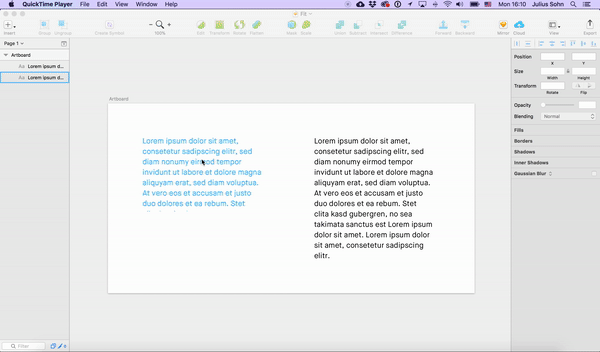 QuickTime Player File Edit View Window Help Mon 16:10 Julius Sohn
Fit
Insert Group Ungroup Create Symbol 100% Edit Transform Rotate Flatten Mask Scale Union Subtract Intersect Difference Mirror Cloud View Export
Page 1
Artboard
Aa Lorem ipsum d...
Aa Lorem ipsum d...
Filter
Artboard
Lorem ipsum dolor sit amet,
consetetur sadipscing elitr, sed
diam nonumy eirmod tempor
invidunt ut labore et dolore magna
aliquyam erat, sed diam voluptua.
At vero eos et accusam et justo
duo dolores et ea rebum. Stet
Lorem ipsum dolor sit amet,
consetetur sadipscing elitr, sed
diam nonumy eirmod tempor
invidunt ut labore et dolore magna
aliquyam erat, sed diam voluptua.
At vero eos et accusam et justo
duo dolores et ea rebum. Stet
clita kasd gubergren, no sea
takimata sanctus est Lorem ipsum
dolor sit amet. Lorem ipsum dolor
sit amet, consetetur sadipscing
elitr.
Position
X Y
Size
Width Height
Transform
Rotate Flip
Opacity
Blending Normal
Fills
Borders
Shadows
Inner Shadows
Gaussian Blur